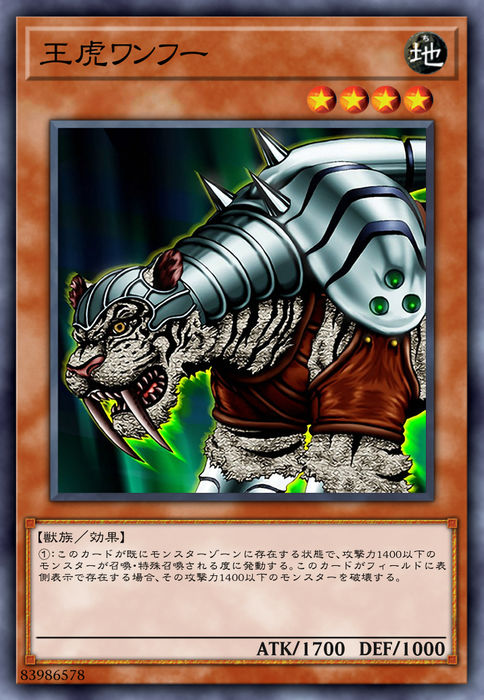 王虎ワンフー
ち
地
【獣族／効果】
①：このカードが既にモンスターゾーンに存在する状態で、攻撃力1400以下の
モンスターが召喚・特殊召喚される度に発動する。このカードがフィールドに表
側表示で存在する場合、その攻撃力1400以下のモンスターを破壊する。
ATK/1700 DEF/1000
83986578